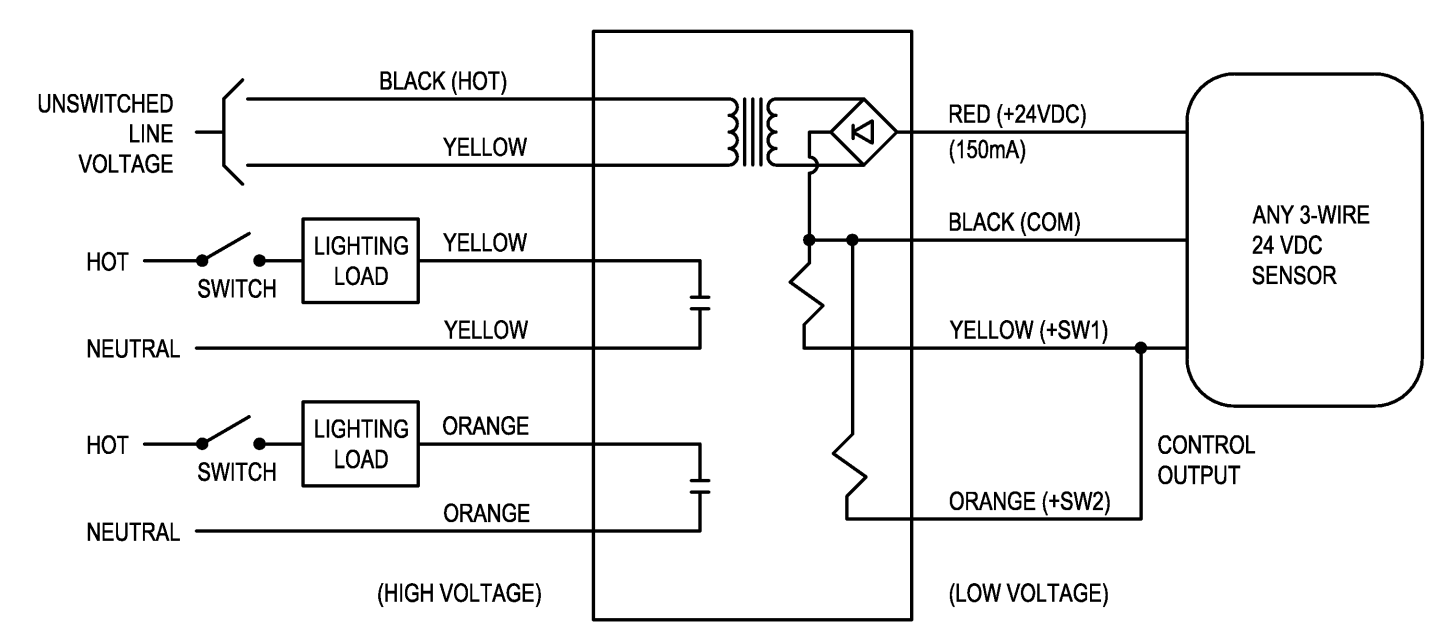 BLACK (HOT)
UNSWITCHED
LINE
VOLTAGE
YELLOW
RED (+24VDC)
(150mA)
HOT
SWITCH
LIGHTING
LOAD
YELLOW
BLACK (COM)
ANY 3-WIRE
24 VDC
SENSOR
NEUTRAL
YELLOW
YELLOW (+SW1)
HOT
SWITCH
LIGHTING
LOAD
ORANGE
CONTROL
OUTPUT
NEUTRAL
ORANGE
ORANGE (+SW2)
(HIGH VOLTAGE)
(LOW VOLTAGE)